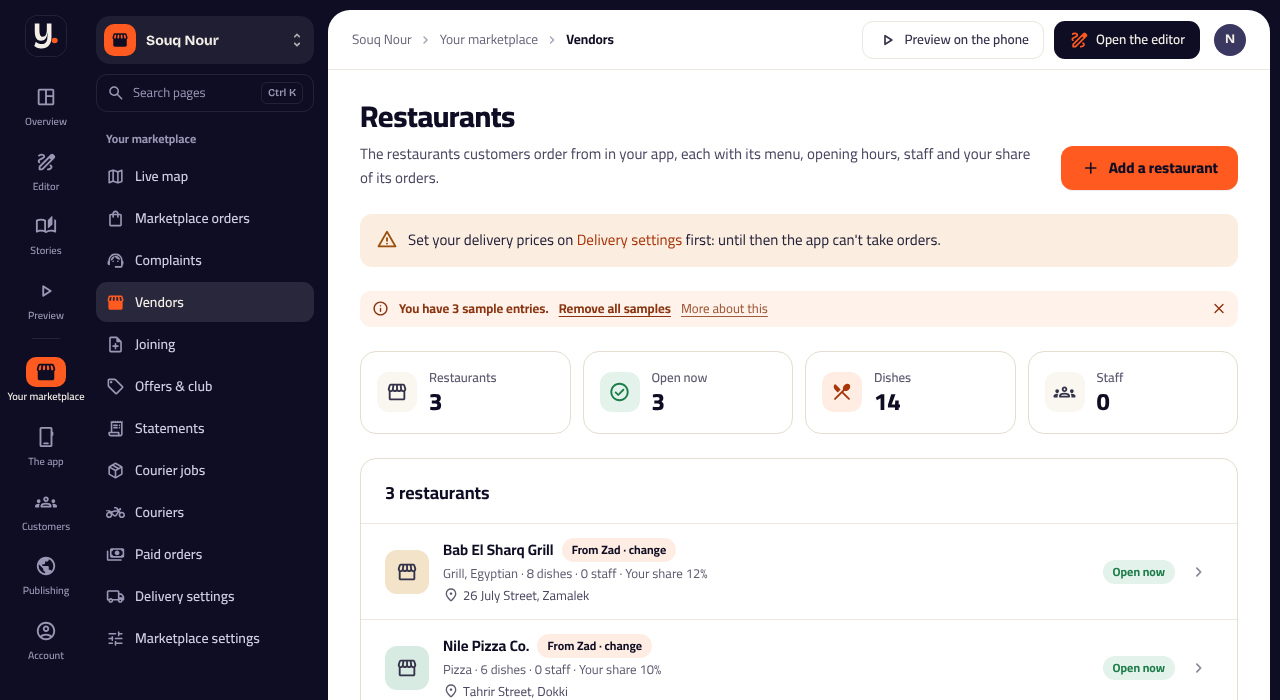 y.
Souq Nour
Search pages
Ctrl K
Overview
Editor
Stories
Preview
Your marketplace
The app
Customers
Publishing
Account
Your marketplace
Live map
Marketplace orders
Complaints
Vendors
Joining
Offers & club
Statements
Courier jobs
Couriers
Paid orders
Delivery settings
Marketplace settings
Souq Nour
Your marketplace
Vendors
Preview on the phone
Open the editor
N
Restaurants
The restaurants customers order from in your app, each with its menu, opening hours, staff and your share
of its orders.
Add a restaurant
Set your delivery prices on Delivery settings first: until then the app can't take orders.
You have 3 sample entries. Remove all samples More about this
Restaurants
3
Open now
3
Dishes
14
Staff
0
3 restaurants
Bab El Sharq Grill From Zad · change
Grill, Egyptian · 8 dishes · 0 staff · Your share 12%
26 July Street, Zamalek
Open now
Nile Pizza Co. From Zad · change
Pizza · 6 dishes · 0 staff · Your share 10%
Tahrir Street, Dokki
Open now